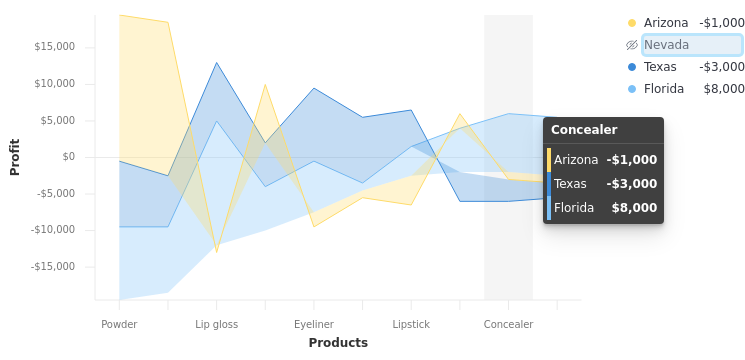 Profit
$15,000
$10,000
$5,000
$0
-$5,000
-$10,000
-$15,000
Powder
Lip gloss
Eyeliner
Lipstick
Concealer
Products
Arizona -$1,000
Nevada
Texas -$3,000
Florida $8,000
Concealer
Arizona -$1,000
Texas -$3,000
Florida $8,000